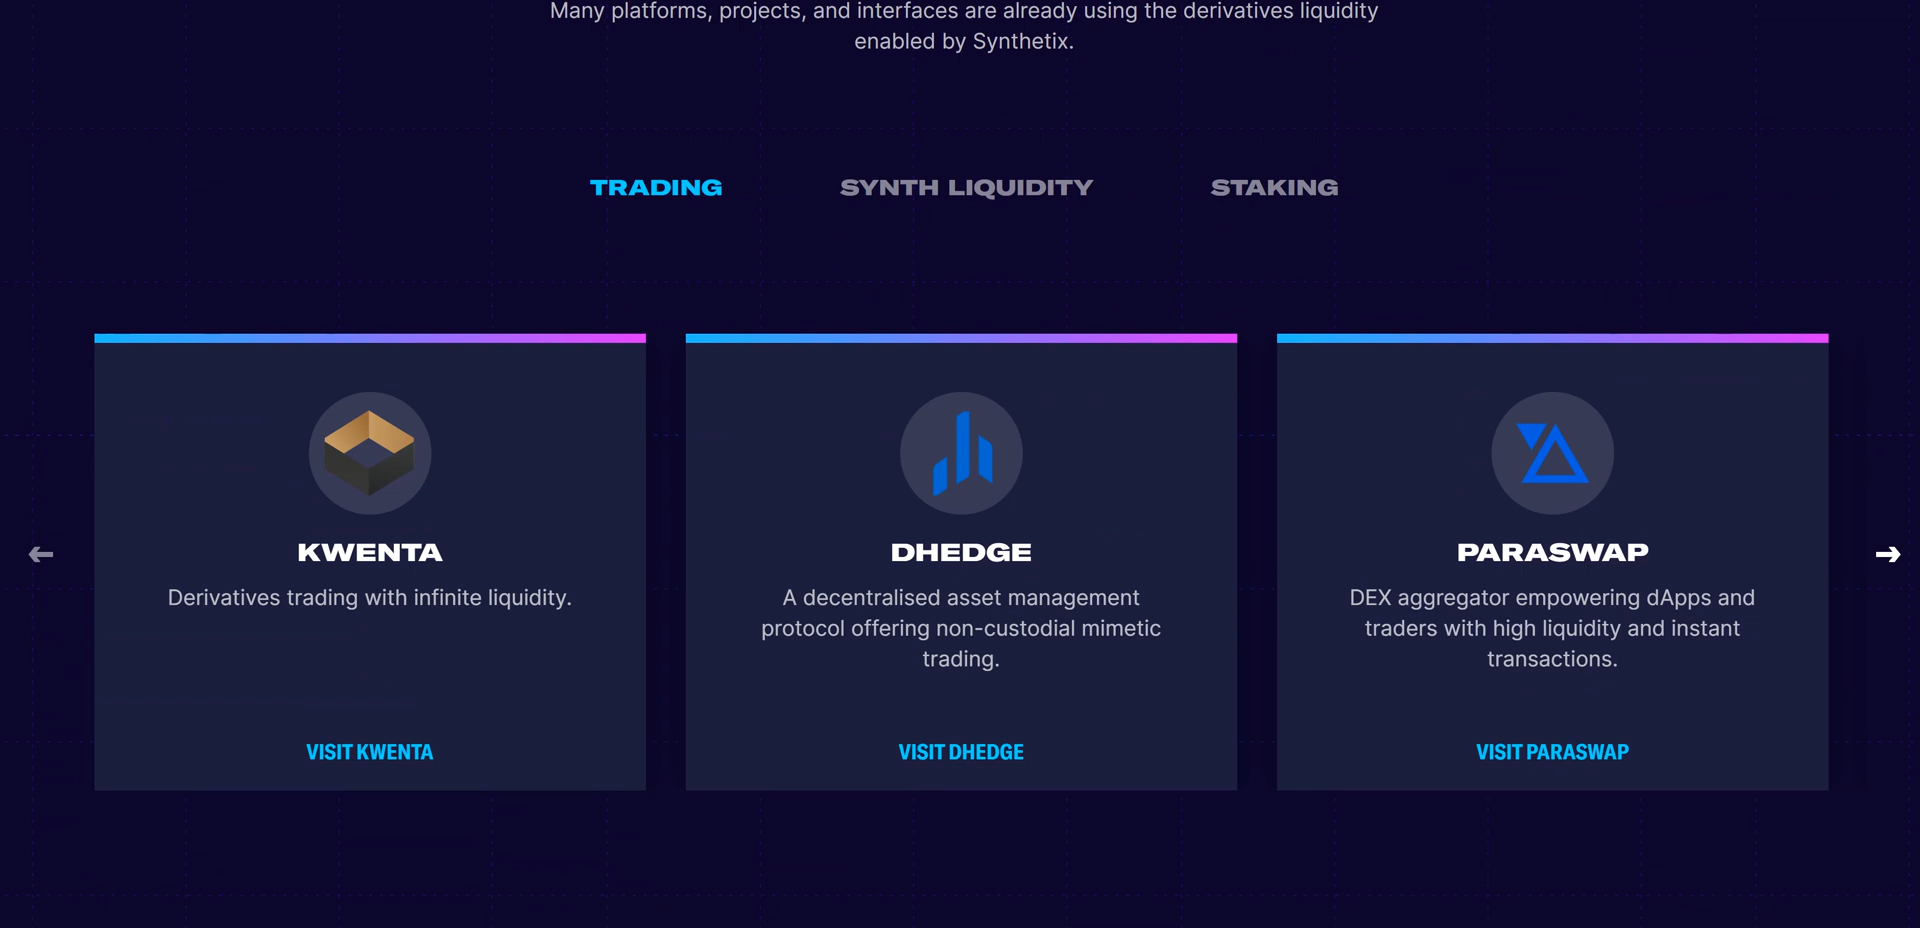 Many platforms, projects, and interfaces are already using the derivatives liquidity
enabled by Synthetix.
TRADING
SYNTH LIQUIDITY
STAKING
KWENTA
Derivatives trading with infinite liquidity.
VISIT KWENTA
DHEDGE
A decentralised asset management
protocol offering non-custodial mimetic
trading.
VISIT DHEDGE
PARASWAP
DEX aggregator empowering dApps and
traders with high liquidity and instant
transactions.
VISIT PARASWAP